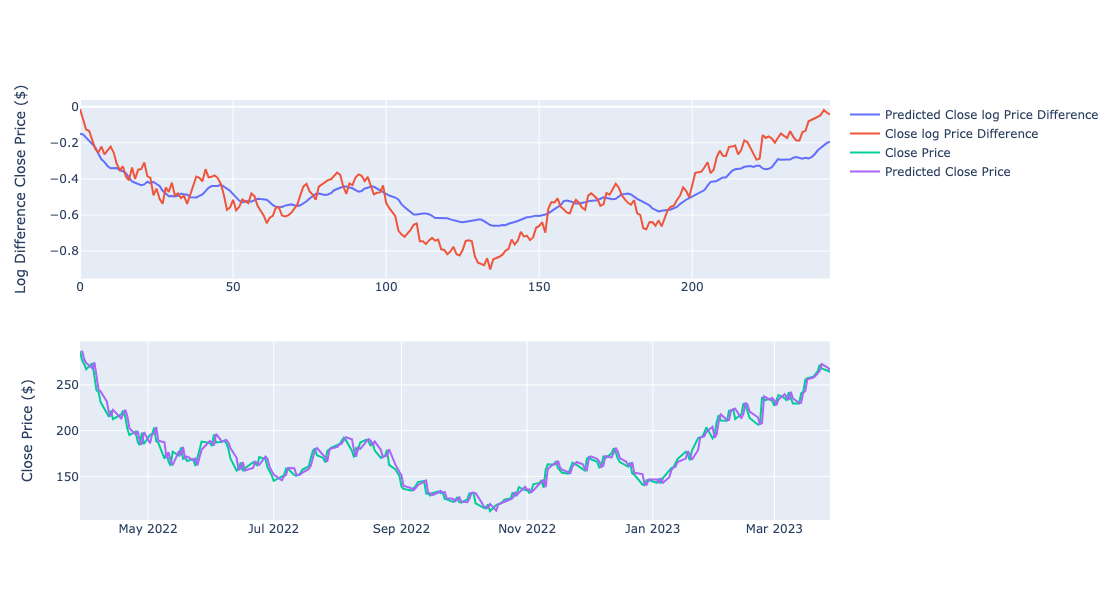 Log Difference Close Price ($)
0
−0.2
−0.4
−0.6
−0.8
0
50
100
150
200
Predicted Close log Price Difference
Close log Price Difference
Close Price
Predicted Close Price
Close Price ($)
250
200
150
May 2022
Jul 2022
Sep 2022
Nov 2022
Jan 2023
Mar 2023